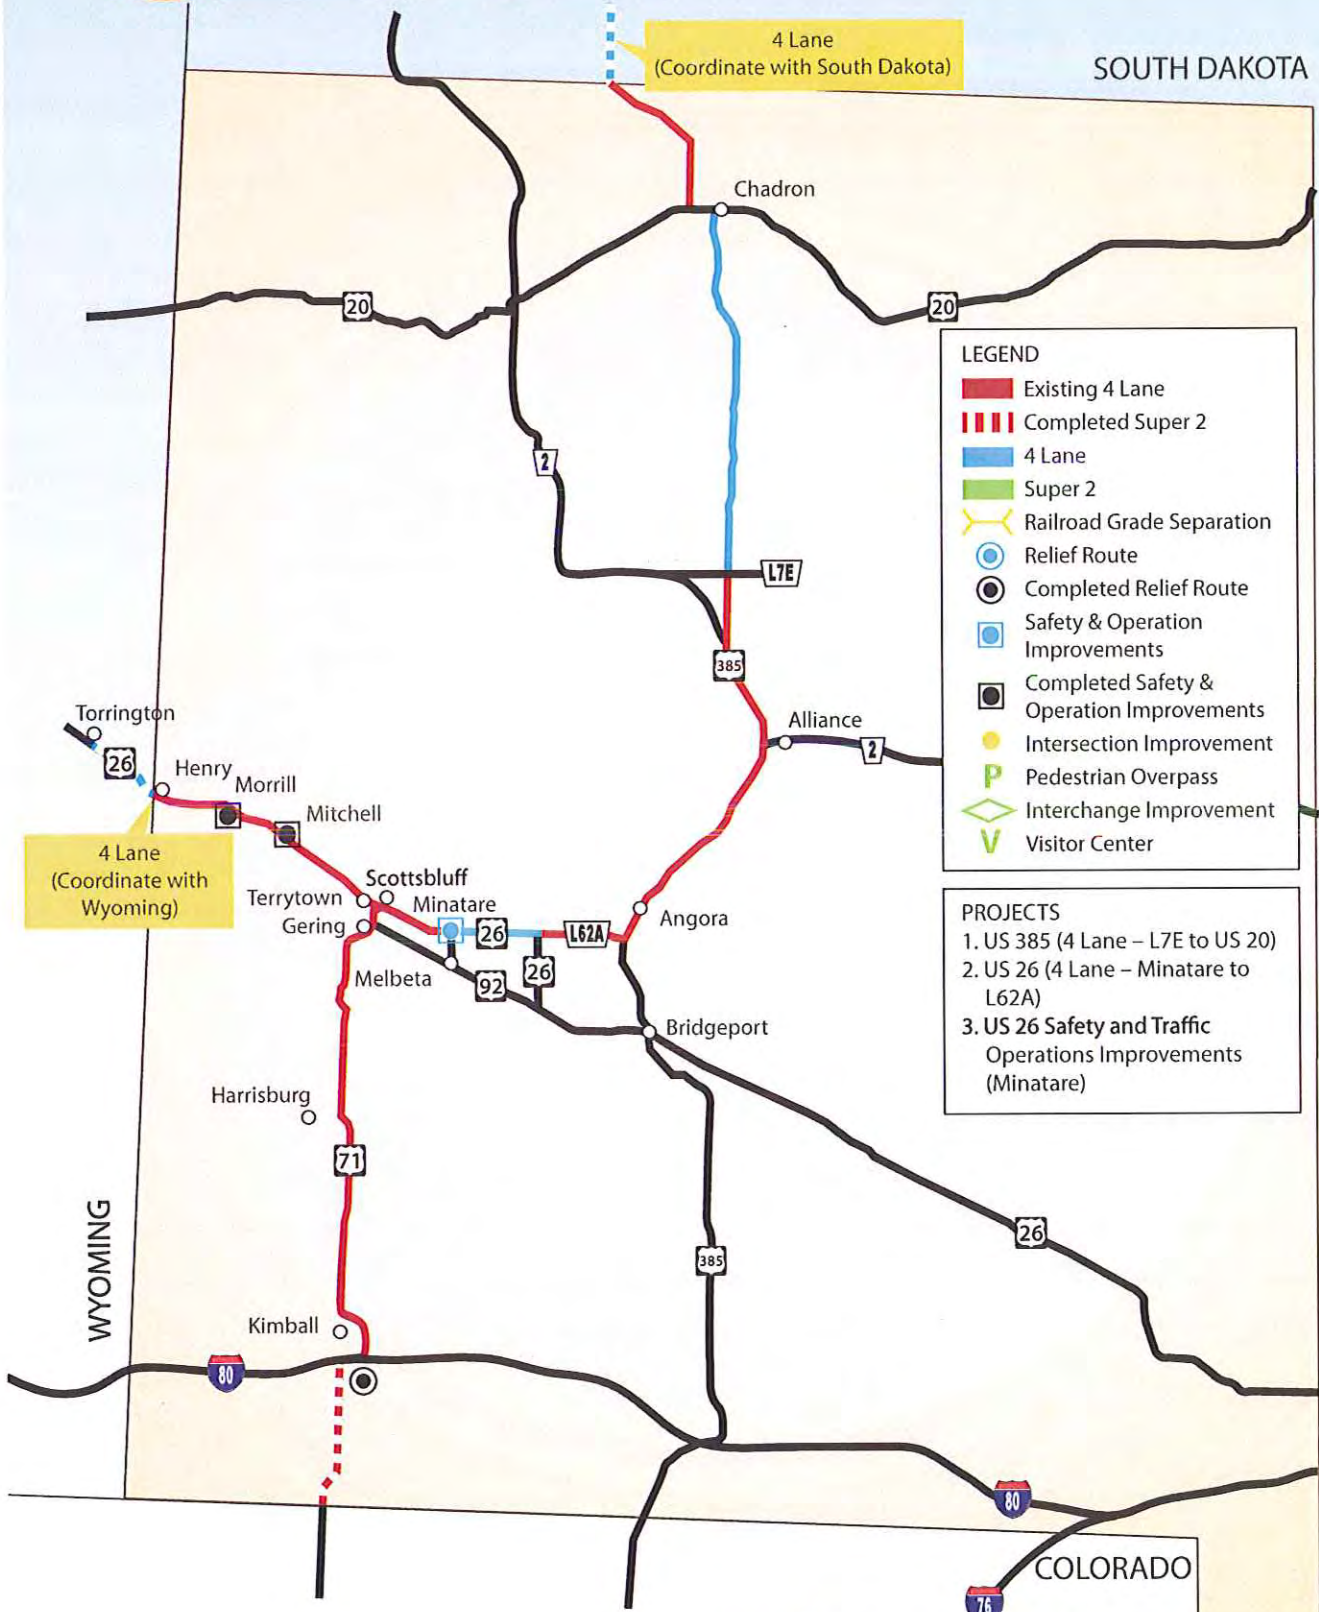 4 Lane
(Coordinate with South Dakota)
SOUTH DAKOTA
Chadron
20
20
2
L7E
385
LEGEND
Existing 4 Lane
Completed Super 2
4 Lane
Super 2
Railroad Grade Separation
Relief Route
Completed Relief Route
Safety & Operation
Improvements
Completed Safety &
Operation Improvements
Intersection Improvement
P Pedestrian Overpass
Interchange Improvement
V Visitor Center
Torrington
26
Henry
Morrill
Mitchell
Alliance
2
4 Lane
(Coordinate with
Wyoming)
Terrytown
Scottsbluff
Gering
Minatare
26
L62A
Angora
Melbeta
92
26
Bridgeport
PROJECTS
1. US 385 (4 Lane – L7E to US 20)
2. US 26 (4 Lane – Minatare to
L62A)
3. US 26 Safety and Traffic
Operations Improvements
(Minatare)
Harrisburg
71
WYOMING
26
385
Kimball
80
80
COLORADO
76